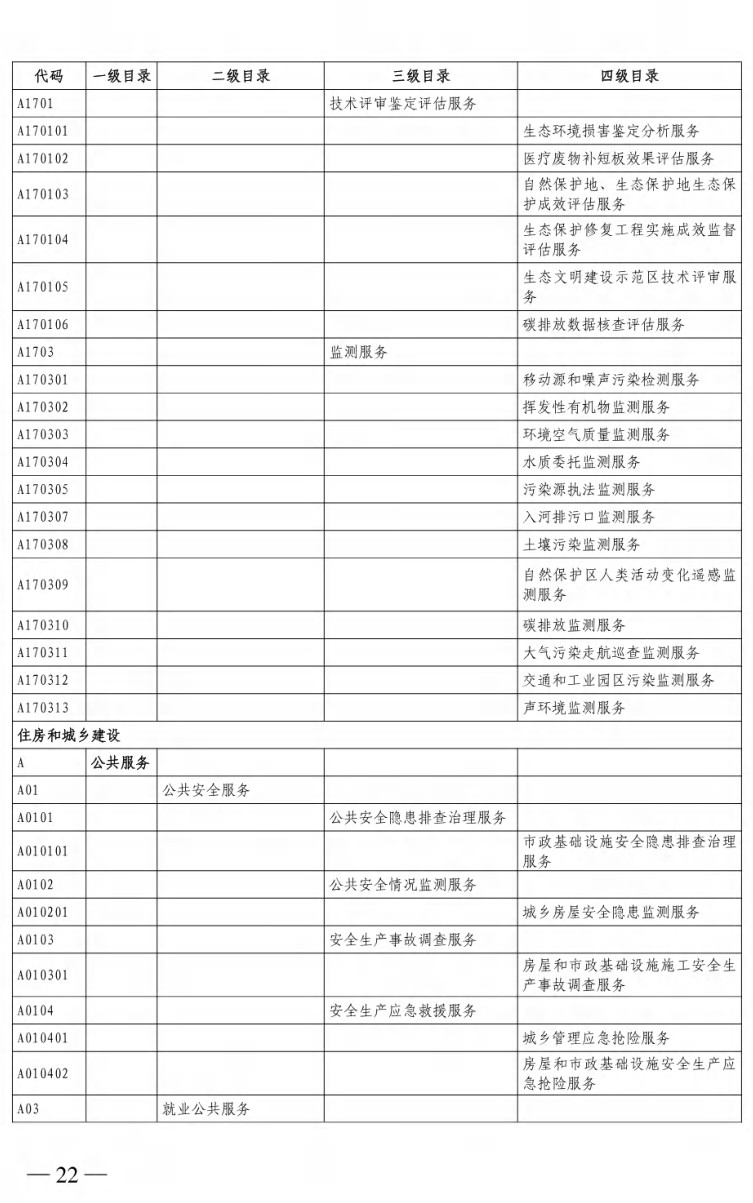 代码 一级目录 二级目录 三级目录 四级目录
A1701 技术评审鉴定评估服务
A170101 生态环境损害鉴定分析服务
A170102 医疗废物补短板效果评估服务
A170103 自然保护地、生态保护地生态保
护成效评估服务
A170104 生态保护修复工程实施成效监督
评估服务
A170105 生态文明建设示范区技术评审服
务
A170106 碳排放数据核查评估服务
A1703 监测服务
A170301 移动源和噪声污染检测服务
A170302 挥发性有机物监测服务
A170303 环境空气质量监测服务
A170304 水质委托监测服务
A170305 污染源执法监测服务
A170307 入河排污口监测服务
A170308 土壤污染监测服务
A170309 自然保护区人类活动变化遥感监
测服务
A170310 碳排放监测服务
A170311 大气污染走航巡查监测服务
A170312 交通和工业园区污染监测服务
A170313 声环境监测服务
住房和城乡建设
A 公共服务
A01 公共安全服务
A0101 公共安全隐患排查治理服务
A010101 市政基础设施安全隐患排查治理
服务
A0102 公共安全情况监测服务
A010201 城乡房屋安全隐患监测服务
A0103 安全生产事故调查服务
A010301 房屋和市政基础设施施工安全生
产事故调查服务
A0104 安全生产应急救援服务
A010401 城乡管理应急抢险服务
A010402 房屋和市政基础设施安全生产应
急抢险服务
A03 就业公共服务
— 22 —